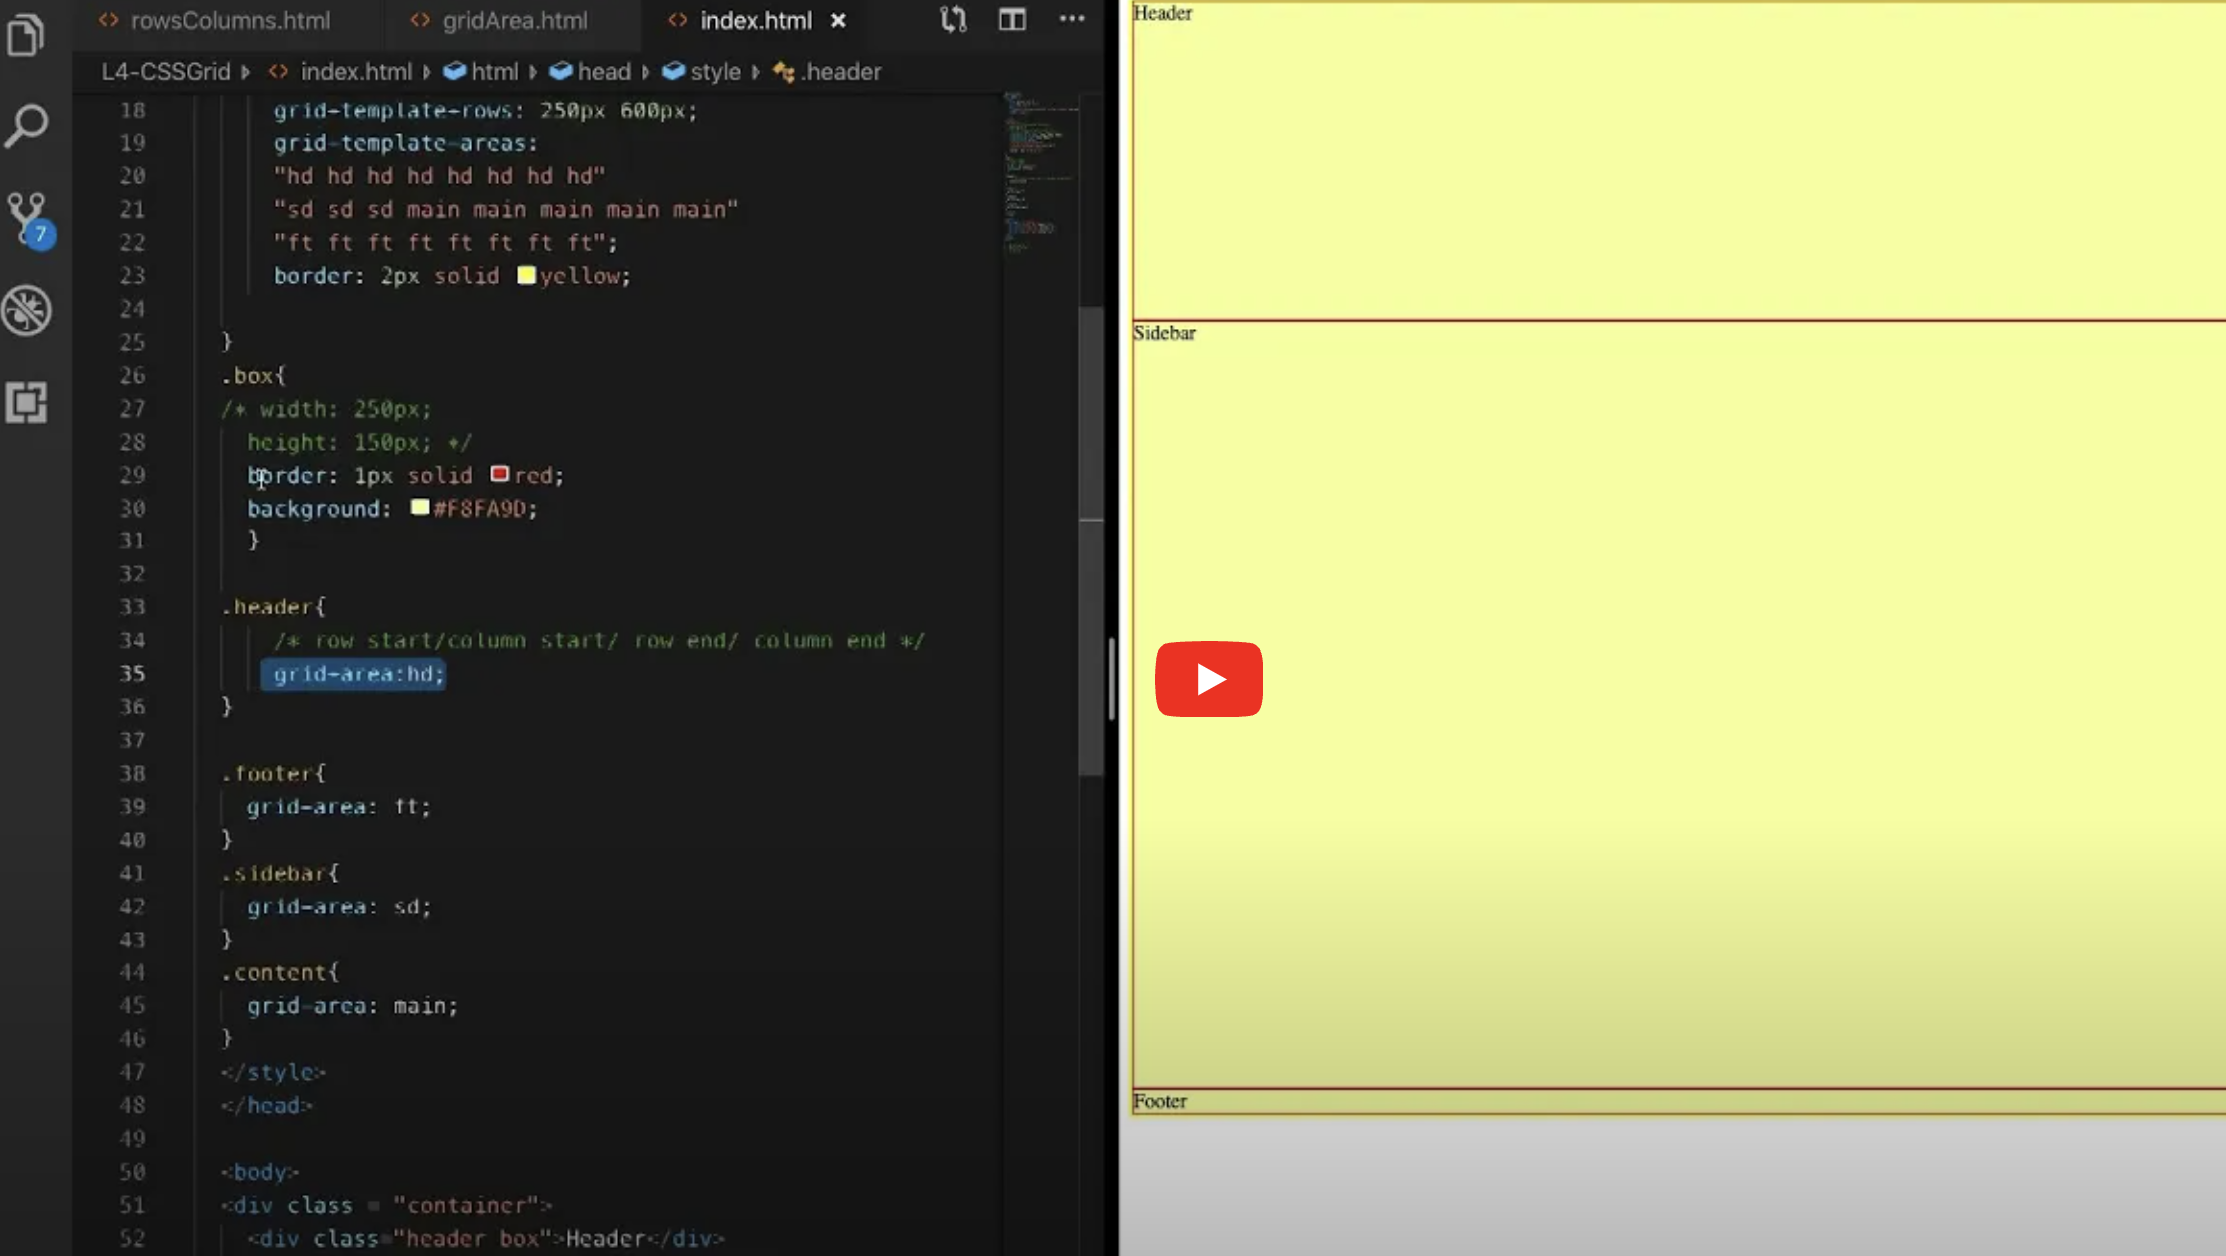 rowsColumns.html
gridArea.html
index.html
L4-CSSGrid
index.html
html
head
style
.header
7
18 grid-template-rows: 250px 600px;
19 grid-template-areas:
20 "hd hd hd hd hd hd hd hd"
21 "sd sd sd main main main main main"
22 "ft ft ft ft ft ft ft ft";
23 border: 2px solid yellow;
24
25 }
26 .box{
27 /* width: 250px;
28 height: 150px; */
29 border: 1px solid red;
30 background: #F8FA9D;
31 }
32
33 .header{
34 /* row start/column start/ row end/ column end */
35 grid-area:hd;
36 }
37
38 .footer{
39 grid-area: ft;
40 }
41 .sidebar{
42 grid-area: sd;
43 }
44 .content{
45 grid-area: main;
46 }
47 </style>
48 </head>
49
50 <body>
51 <div class = "container">
52 <div class="header box">Header</div>
Header
Sidebar
Footer